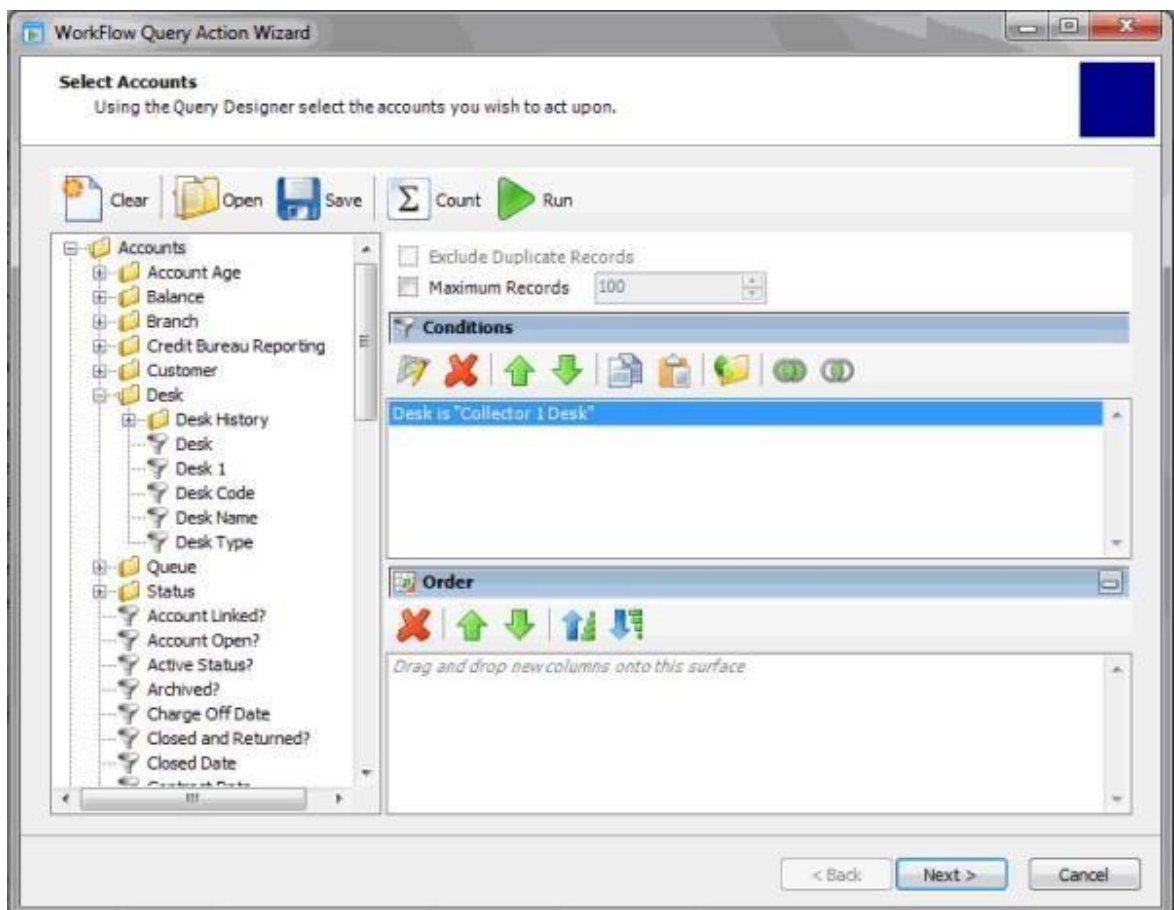 WorkFlow Query Action Wizard
Select Accounts
Using the Query Designer select the accounts you wish to act upon.
Clear Open Save Count Run
Accounts
Account Age
Balance
Branch
Credit Bureau Reporting
Customer
Desk
Desk History
Desk
Desk 1
Desk Code
Desk Name
Desk Type
Queue
Status
Account Linked?
Account Open?
Active Status?
Archived?
Charge Off Date
Closed and Returned?
Closed Date
Exclude Duplicate Records
Maximum Records 100
Conditions
Desk is "Collector 1 Desk"
Order
Drag and drop new columns onto this surface
< Back Next > Cancel